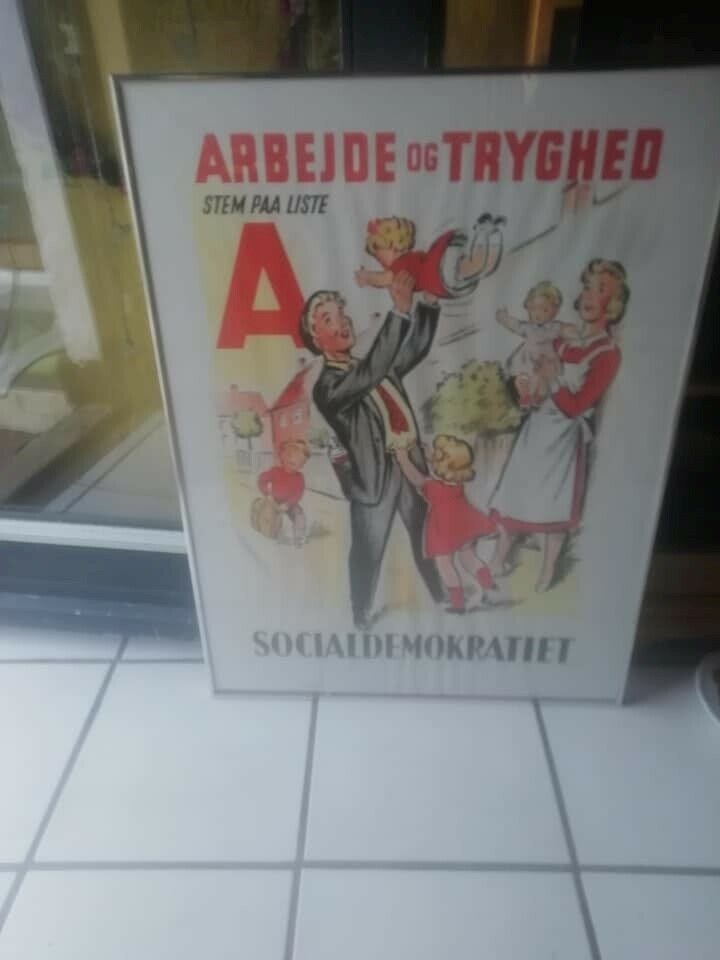 ARBEJDE OG TRYGHED
STEM PAA LISTE
A
SOCIALDEMOKRATIET